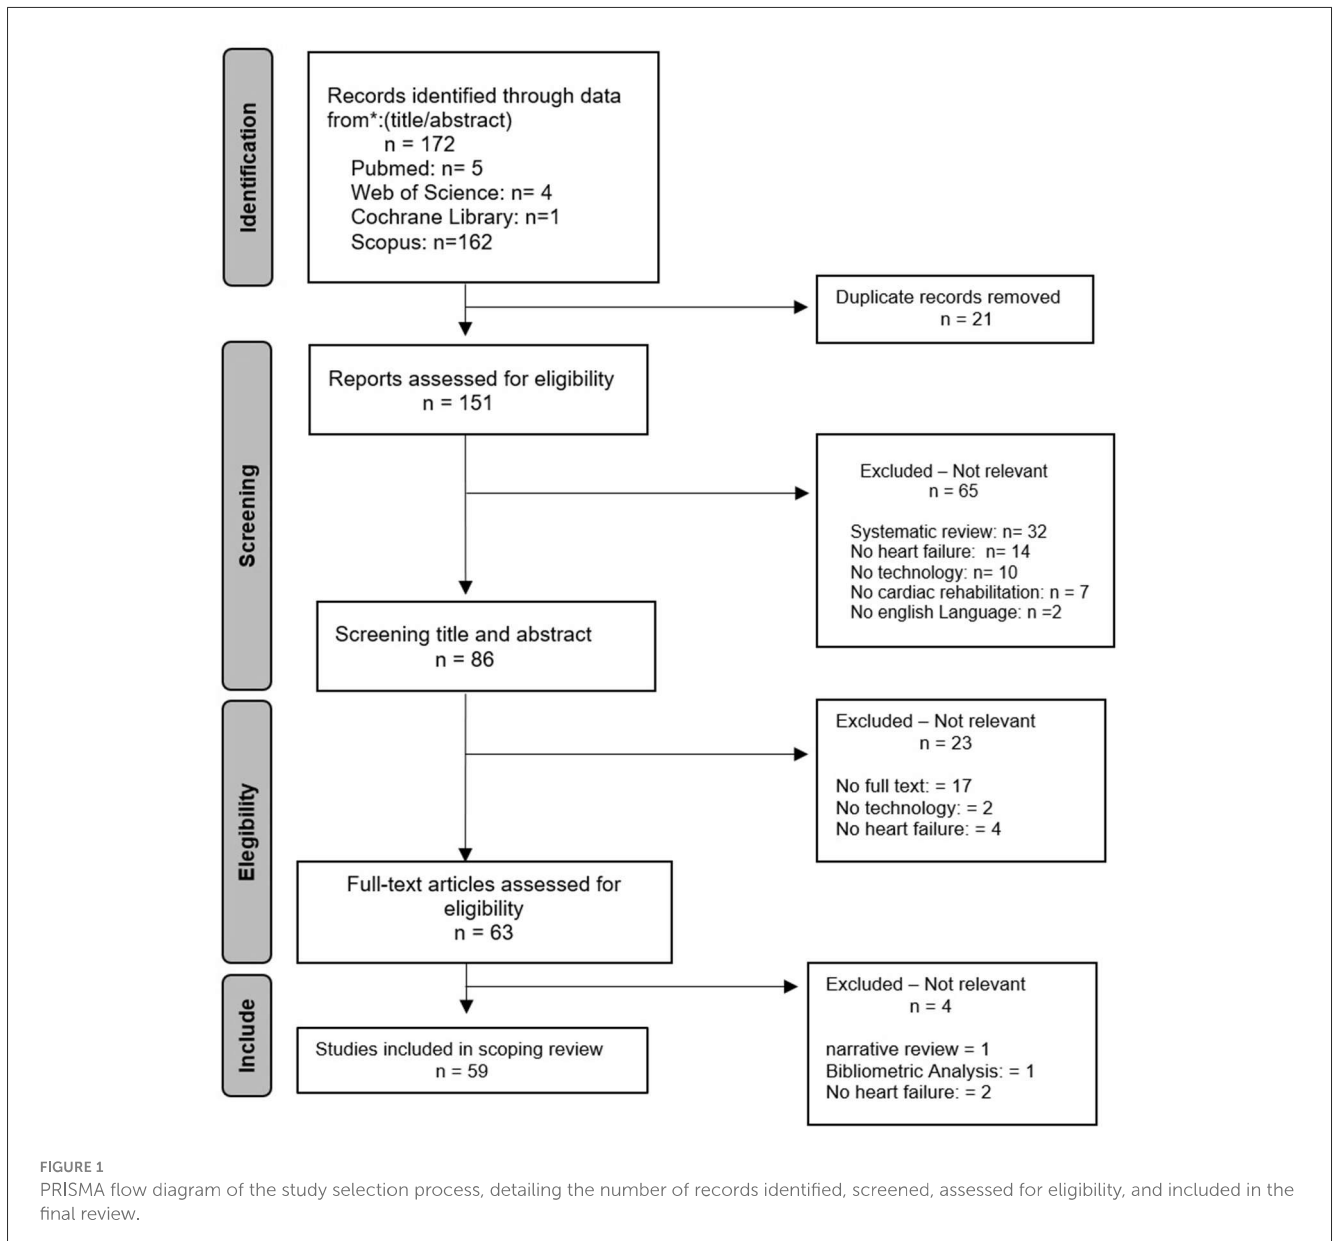 Identification
Records identified through data
from*:(title/abstract)
n = 172
Pubmed: n= 5
Web of Science: n= 4
Cochrane Library: n=1
Scopus: n=162
Duplicate records removed
n = 21
Screening
Reports assessed for eligibility
n = 151
Excluded – Not relevant
n = 65
Systematic review: n= 32
No heart failure: n= 14
No technology: n= 10
No cardiac rehabilitation: n = 7
No english Language: n =2
Screening title and abstract
n = 86
Elegibility
Excluded – Not relevant
n = 23
No full text: = 17
No technology: = 2
No heart failure: = 4
Full-text articles assessed for
eligibility
n = 63
Include
Excluded – Not relevant
n = 4
narrative review = 1
Bibliometric Analysis: = 1
No heart failure: = 2
Studies included in scoping review
n = 59
FIGURE 1
PRISMA flow diagram of the study selection process, detailing the number of records identified, screened, assessed for eligibility, and included in the
final review.